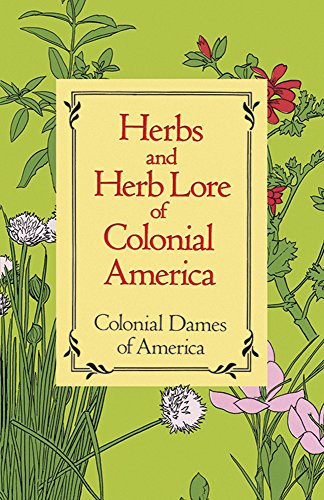 Herbs
and
Herb Lore
of
Colonial
America
Colonial Dames
of America